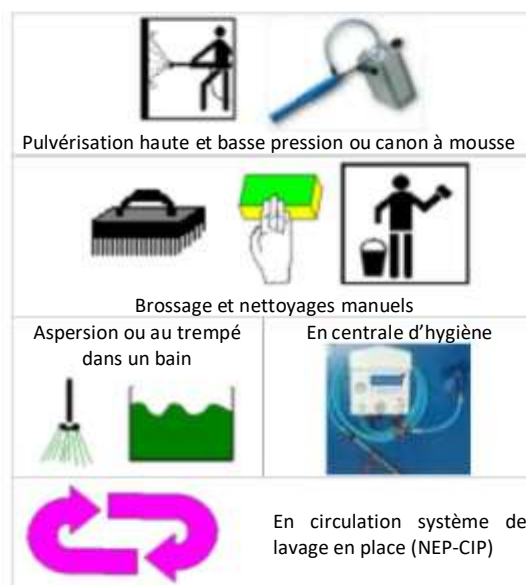 Pulvérisation haute et basse pression ou canon à mousse
Brossage et nettoyages manuels
Aspersion ou au trempé
dans un bain
En centrale d’hygiène
En circulation système de
lavage en place (NEP-CIP)